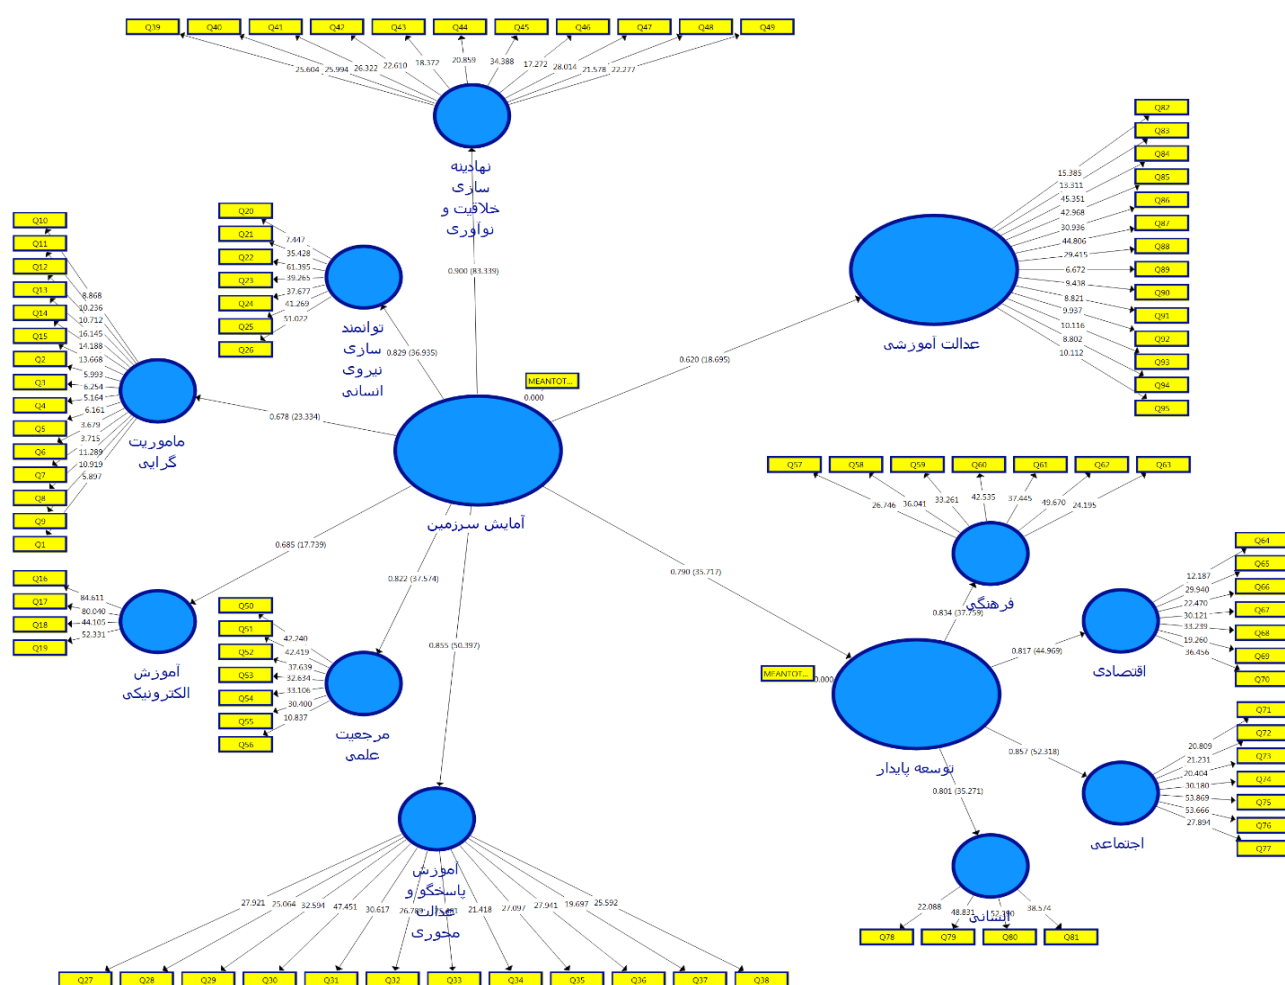 Q39
Q40
Q41
Q42
Q43
Q44
Q45
Q46
Q47
Q48
Q49
25.604
25.994
26.322
22.610
18.372
20.859
34.388
17.272
28.014
21.578
22.277
نهادینه
سازی
خلاقیت و
نوآوری
0.900 (83.339)
Q20
Q21
Q22
Q23
Q24
Q25
Q26
7.447
35.428
61.395
39.265
37.677
41.269
51.022
توانمند
سازی
نیروی
انسانی
0.829 (36.935)
Q10
Q11
Q12
Q13
Q14
Q15
Q2
Q3
Q4
Q5
Q6
Q7
Q8
Q9
Q1
8.868
10.236
10.712
16.145
14.188
13.668
5.993
6.254
5.164
6.161
3.679
3.715
11.289
10.919
5.897
ماموریت
گرایی
0.678 (23.334)
Q82
Q83
Q84
Q85
Q86
Q87
Q88
Q89
Q90
Q91
Q92
Q93
Q94
Q95
15.385
13.311
45.351
42.968
30.936
44.806
29.415
6.672
9.438
8.821
9.937
10.116
8.802
10.112
عدالت آموزشی
0.620 (18.695)
MEANTOT...
0.000
آمایش سرزمین
Q16
Q17
Q18
Q19
84.611
80.040
44.105
52.331
آموزش
الکترونیکی
0.685 (17.739)
Q50
Q51
Q52
Q53
Q54
Q55
Q56
42.240
42.419
37.639
32.634
33.106
30.400
10.837
مرجعیت
علمی
0.822 (37.574)
0.855 (50.397)
آموزش
پاسخگو و
عدالت
محوری
27.921
25.064
32.594
47.451
30.617
21.418
27.097
27.941
19.697
25.592
Q27
Q28
Q29
Q30
Q31
Q32
Q33
Q34
Q35
Q36
Q37
Q38
0.790 (35.717)
MEANTOT...
0.000
توسعه پایدار
Q57
Q58
Q59
Q60
Q61
Q62
Q63
26.746
36.041
33.261
42.535
37.445
49.670
24.195
فرهنگی
0.834 (37.759)
Q64
Q65
Q66
Q67
Q68
Q69
Q70
12.187
29.940
22.470
30.121
33.239
19.260
36.456
اقتصادی
0.817 (44.969)
Q71
Q72
Q73
Q74
Q75
Q76
Q77
20.809
21.231
20.404
30.180
53.869
53.666
27.894
اجتماعی
0.857 (52.318)
0.801 (35.271)
انسانی
22.088
48.831
38.574
Q78
Q79
Q80
Q81